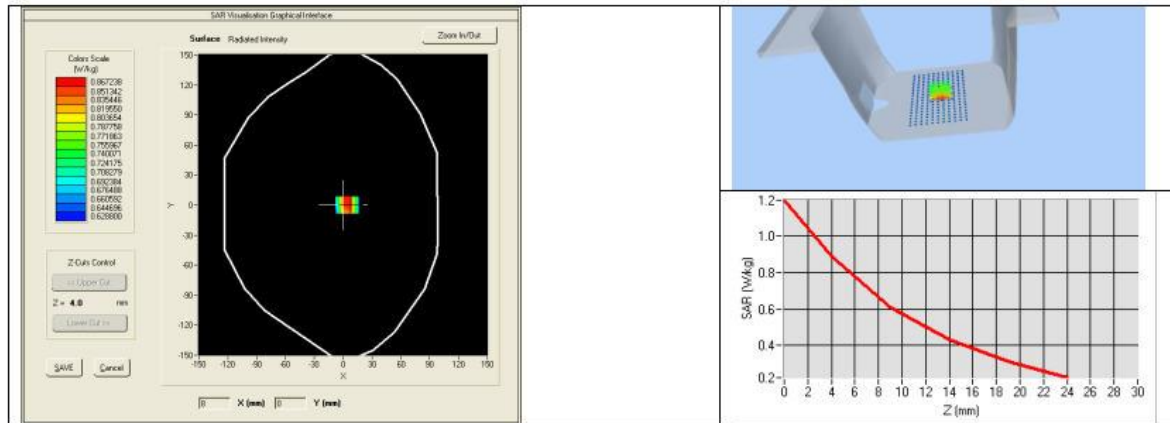 SAR Visualisation Graphical Interface
Surface Radiated Intensity
Zoom In/Out
Colors Scale
(W/kg)
0.867238
0.851342
0.835446
0.819550
0.803654
0.787758
0.771863
0.755967
0.740071
0.724175
0.708279
0.692384
0.676488
0.660592
0.644696
0.628800
Z-Cuts Control
<< Upper Cut
Z = 4.0 mm
Lower Cut >>
SAVE Cancel
150
120
90
60
30
0
-30
-60
-90
-120
-150
Y
-150 -120 -90 -60 -30 0 30 60 90 120 150
X
0 X (mm) 0 Y (mm)
1.2
1.0
0.8
0.6
0.4
0.2
SAR (W/kg)
0 2 4 6 8 10 12 14 16 18 20 22 24 26 28 30
Z (mm)